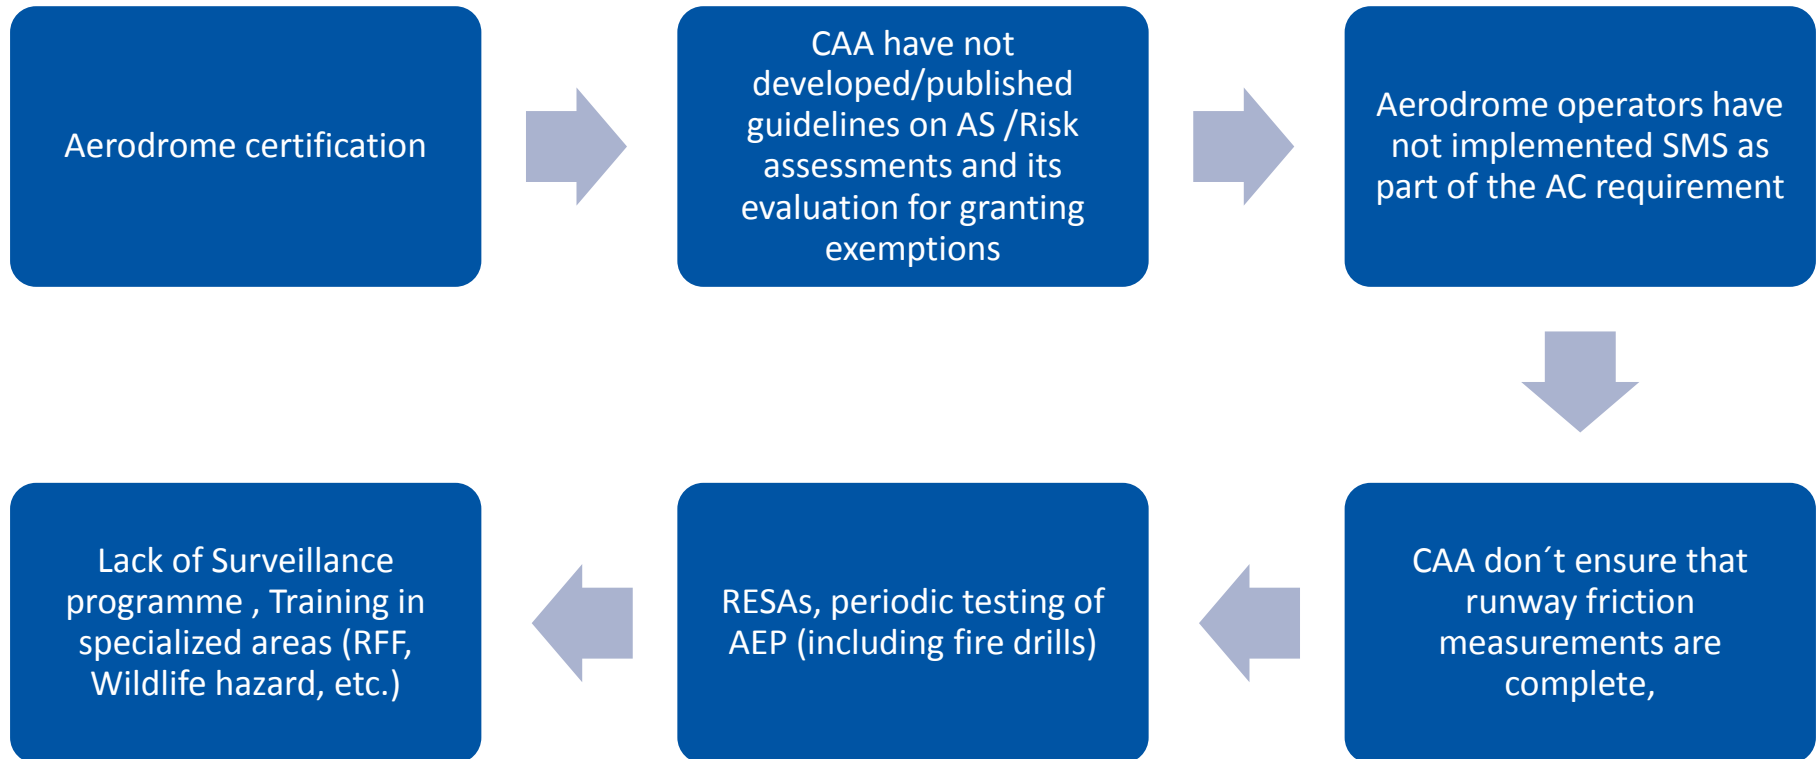 Aerodrome certification
CAA have not
developed/published
guidelines on AS /Risk
assessments and its
evaluation for granting
exemptions
Aerodrome operators have
not implemented SMS as
part of the AC requirement
CAA don´t ensure that
runway friction
measurements are
complete,
RESAs, periodic testing of
AEP (including fire drills)
Lack of Surveillance
programme , Training in
specialized areas (RFF,
Wildlife hazard, etc.)